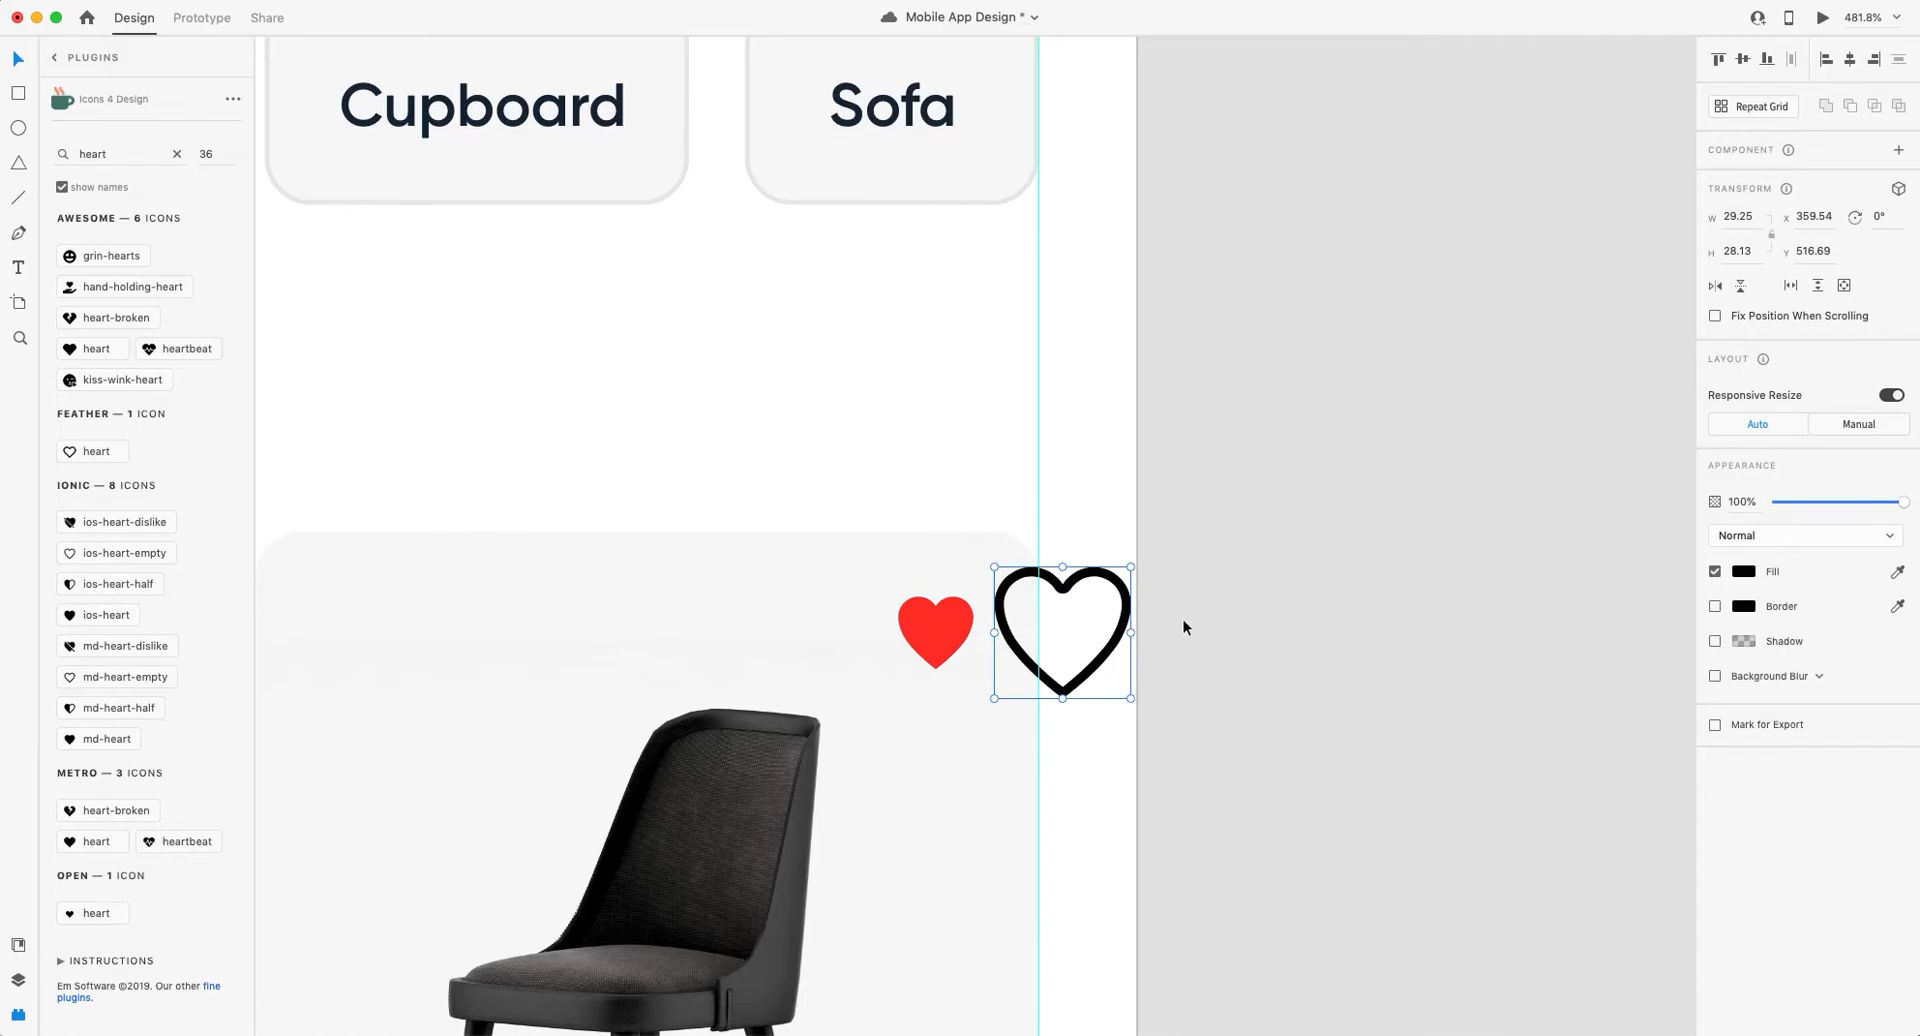 Design Prototype Share Mobile App Design * 481.8%
PLUGINS
Icons 4 Design
heart 36
show names
AWESOME — 6 ICONS
grin-hearts
hand-holding-heart
heart-broken
heart heartbeat
kiss-wink-heart
FEATHER — 1 ICON
heart
IONIC — 8 ICONS
ios-heart-dislike
ios-heart-empty
ios-heart-half
ios-heart
md-heart-dislike
md-heart-empty
md-heart-half
md-heart
METRO — 3 ICONS
heart-broken
heart heartbeat
OPEN — 1 ICON
heart
INSTRUCTIONS
Em Software ©2019. Our other fine
plugins.
Cupboard Sofa
Repeat Grid
COMPONENT
TRANSFORM
W 29.25 X 359.54 0°
H 28.13 Y 516.69
Fix Position When Scrolling
LAYOUT
Responsive Resize
Auto Manual
APPEARANCE
100%
Normal
Fill
Border
Shadow
Background Blur
Mark for Export